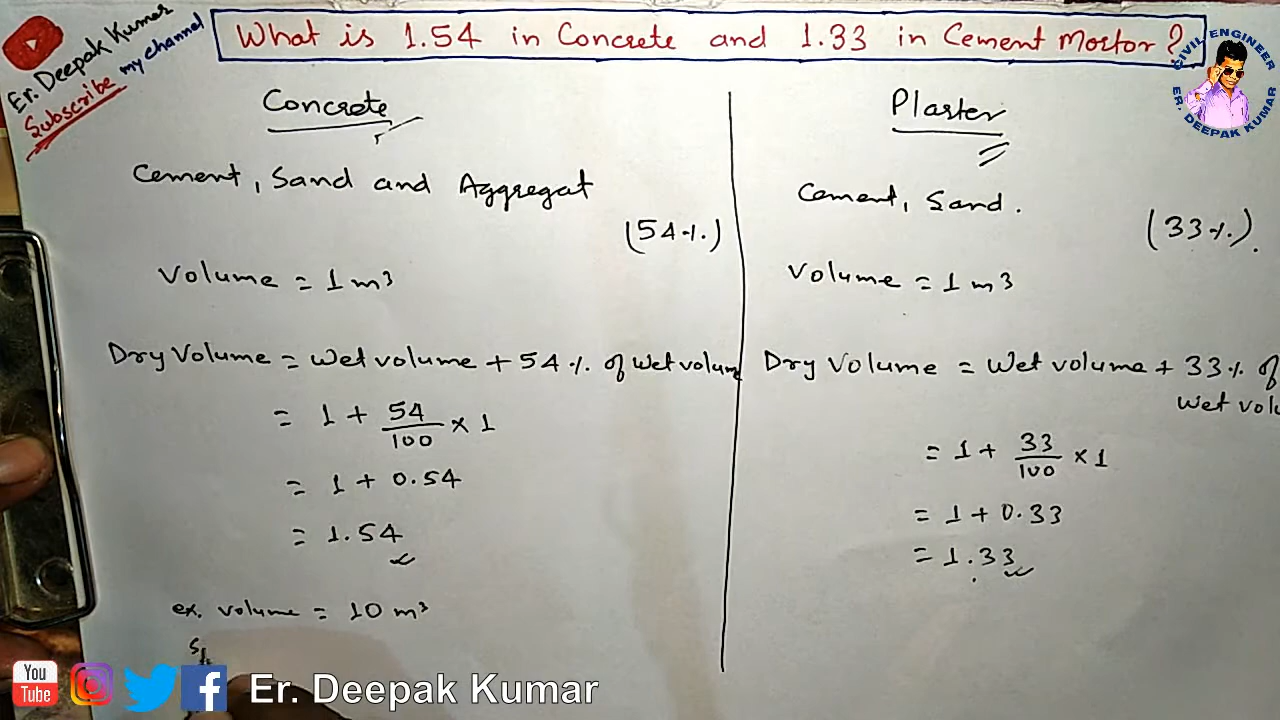 What is 1.54 in Concrete and 1.33 in Cement Mortor?
Er. Deepak Kumar
Subscribe my channel
CIVIL ENGINEER
ER. DEEPAK KUMAR
Concrete
Cement, Sand and Aggregat
(54%)
Volume = 1 m³
Dry Volume = Wet volume + 54% of Wet volum
= 1 + 54/100 × 1
= 1 + 0.54
= 1.54
ex. volume = 10 m³
Plaster
Cement, Sand.
(33%).
Volume = 1 m³
Dry Volume = Wet volume + 33% of
Wet volu
= 1 + 33/100 × 1
= 1 + 0.33
= 1.33
You
Tube
Er. Deepak Kumar